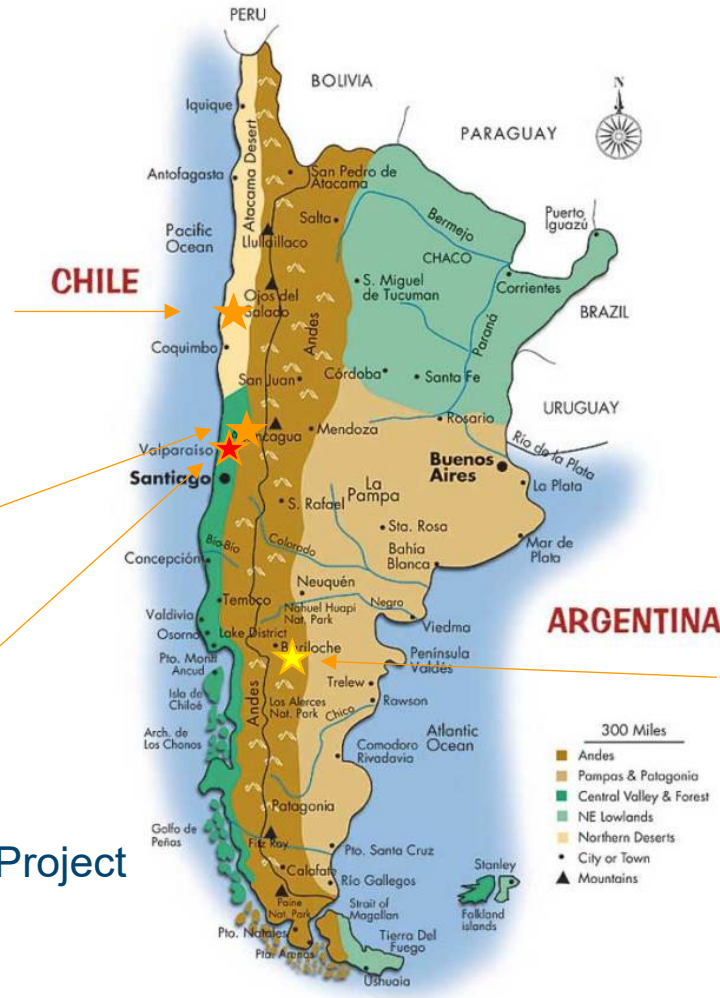 PERU
BOLIVIA
N
Iquique
PARAGUAY
Atacama Desert
Antofagasta
San Pedro de
Atacama
Salta
Bermejo
Puerto
Iguazú
Pacific
Ocean
Llullaillaco
CHACO
CHILE
S. Miguel
de Tucuman
Corrientes
Ojos del
Salado
BRAZIL
Paraná
Andes
Coquimbo
San Juan
Córdoba
Santa Fe
URUGUAY
Rosario
Mendoza
Río de la Plata
Valparaíso
Buenos
Aires
Santiago
La
Pampa
La Plata
S. Rafael
Sta. Rosa
Mar de
Plata
Bío-Bío
Colorado
Bahía
Blanca
Concepción
Neuquén
Temuco
Nahuel Huapi
Nat. Park
Negro
Valdivia
Viedma
ARGENTINA
Osorno
Lake District
Pto. Montt
Península
Valdés
Ancud
Trelew
Isla de
Chiloé
Andes
Los Alerces
Nat. Park
Rawson
Chico
Arch. de
Los Chonos
Atlantic
Ocean
300 Miles
Comodoro
Rivadavia
Andes
Pampas & Patagonia
Central Valley & Forest
NE Lowlands
Northern Deserts
City or Town
Mountains
Patagonia
Golfo de
Peñas
Fitz Roy
Pto. Santa Cruz
Project
Calafate
Stanley
Río Gallegos
Paine
Nat. Park
Strait of
Magellan
Falkland
islands
Pto. Natales
Tierra Del
Fuego
Pta. Arenas
Ushuaia